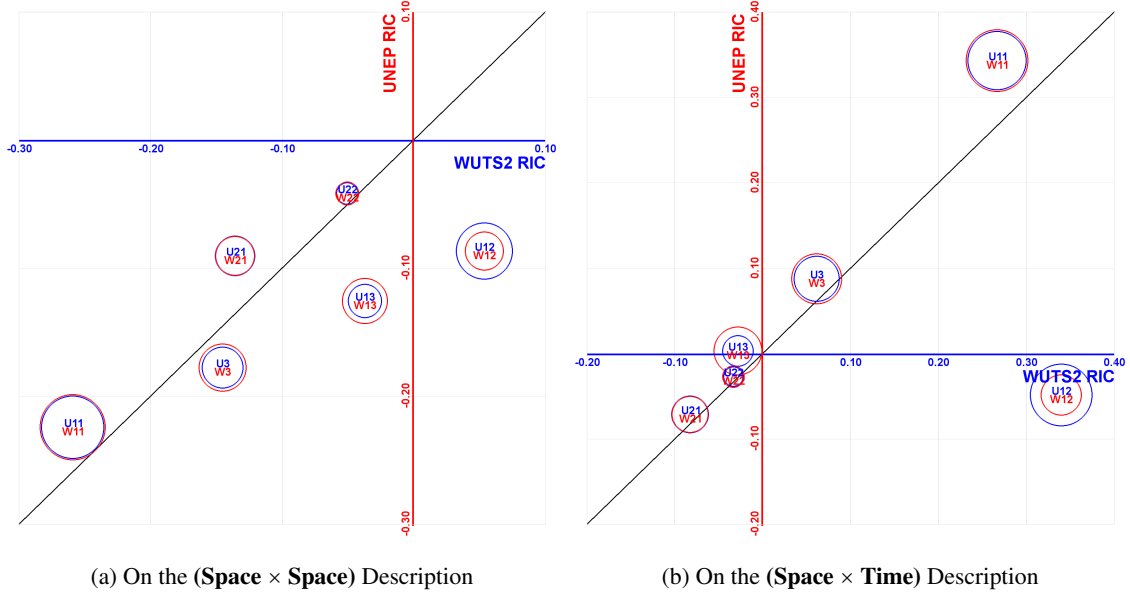 0.10
UNEP RIC
-0.30
-0.20
-0.10
0.10
WUTS2 RIC
U22
W22
U21
W21
U12
W12
-0.10
U13
W13
U3
W3
-0.20
U11
W11
-0.30
(a) On the (Space × Space) Description
0.40
UNEP RIC
U11
W11
0.30
0.20
U3
W3
0.10
U13
W13
-0.20
-0.10
0.10
0.20
0.30
0.40
WUTS2 RIC
U22
W22
U12
W12
U21
W21
-0.10
-0.20
(b) On the (Space × Time) Description